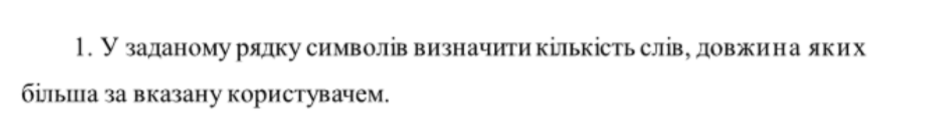 1. У заданому рядку символів визначити кількість слів, довжина яких
більша за вказану користувачем.